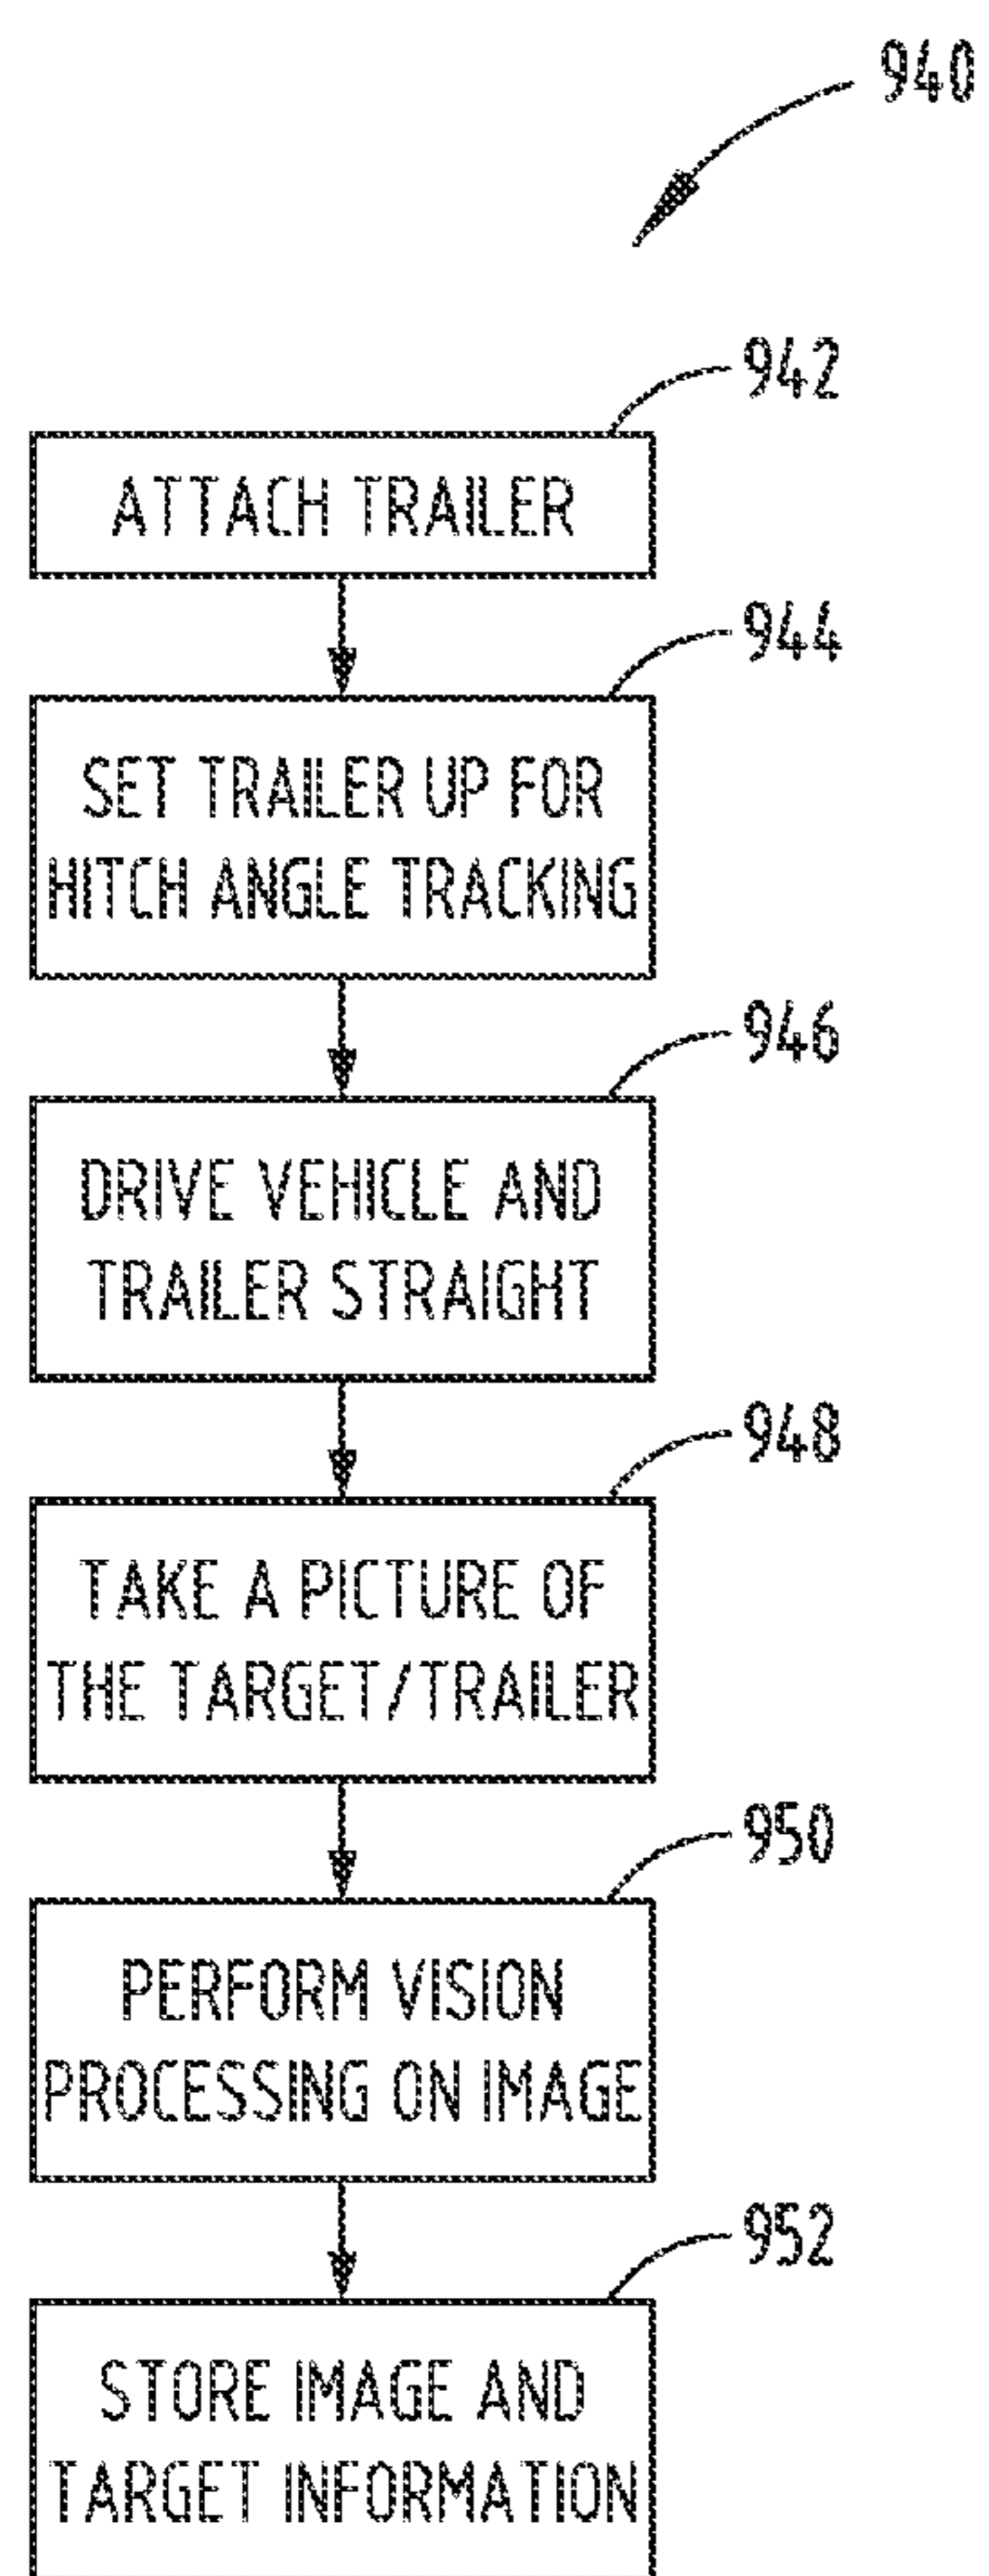 940
942
ATTACH TRAILER
944
SET TRAILER UP FOR
HITCH ANGLE TRACKING
946
DRIVE VEHICLE AND
TRAILER STRAIGHT
948
TAKE A PICTURE OF
THE TARGET/TRAILER
950
PERFORM VISION
PROCESSING ON IMAGE
952
STORE IMAGE AND
TARGET INFORMATION